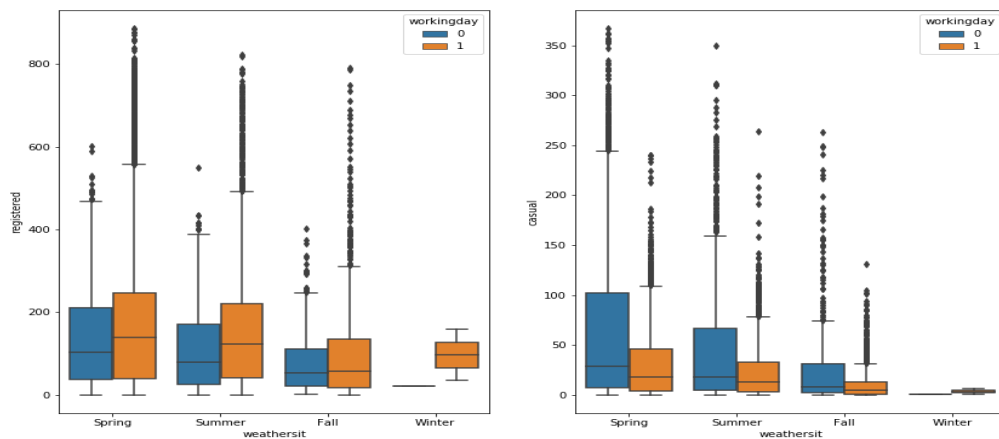 workingday
0
1
800
600
400
200
0
registered
Spring
Summer
Fall
Winter
weathersit
workingday
0
1
350
300
250
200
150
100
50
0
casual
Spring
Summer
Fall
Winter
weathersit